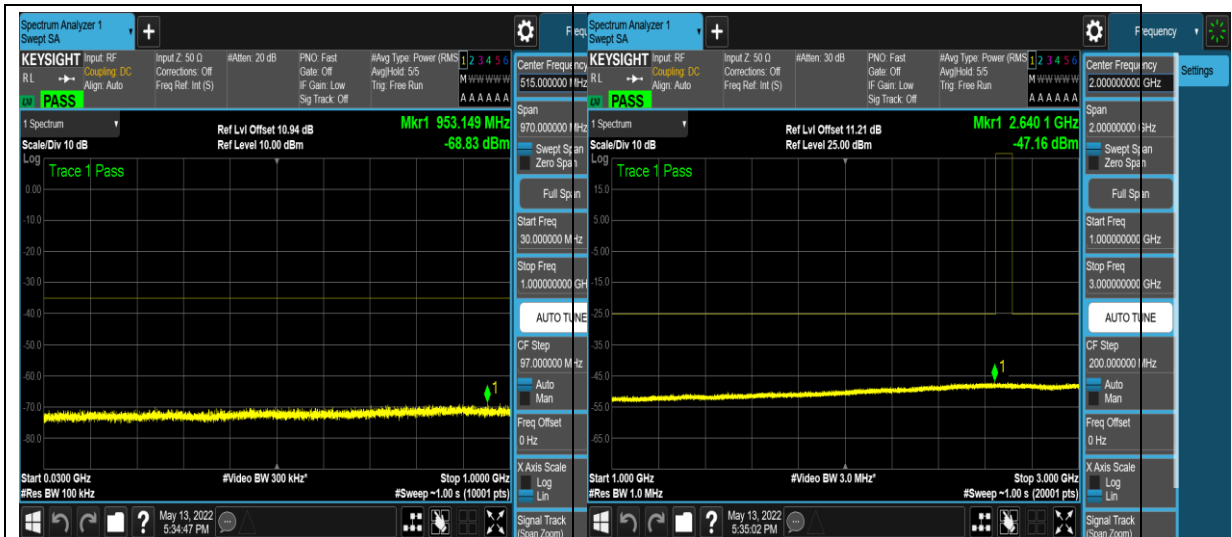 Spectrum Analyzer 1
Swept SA
+
KEYSIGHT
RL
Input: RF
Coupling: DC
Align: Auto
Input Z: 50 Ω
Corrections: Off
Freq Ref: Int (S)
#Atten: 20 dB
PNO: Fast
Gate: Off
IF Gain: Low
Sig Track: Off
#Avg Type: Power (RMS
Avg|Hold: 5/5
Trig: Free Run
1 2 3 4 5 6
M W W W W W
A A A A A A
PASS
1 Spectrum
Scale/Div 10 dB
Ref Lvl Offset 10.94 dB
Ref Level 10.00 dBm
Mkr1 953.149 MHz
-68.83 dBm
Log
Trace 1 Pass
0.00
-10.0
-20.0
-30.0
-40.0
-50.0
-60.0
-70.0
-80.0
1
Start 0.0300 GHz
#Res BW 100 kHz
#Video BW 300 kHz*
Stop 1.0000 GHz
#Sweep ~1.00 s (10001 pts)
?
May 13, 2022
5:34:47 PM
Frequ
Center Frequency
515.000000 MHz
Span
970.000000 MHz
Swept Span
Zero Span
Full Span
Start Freq
30.000000 MHz
Stop Freq
1.000000000 GH
AUTO TUNE
CF Step
97.000000 MHz
Auto
Man
Freq Offset
0 Hz
X Axis Scale
Log
Lin
Signal Track
(Span Zoom)
Spectrum Analyzer 1
Swept SA
+
KEYSIGHT
RL
Input: RF
Coupling: DC
Align: Auto
Input Z: 50 Ω
Corrections: Off
Freq Ref: Int (S)
#Atten: 30 dB
PNO: Fast
Gate: Off
IF Gain: Low
Sig Track: Off
#Avg Type: Power (RMS
Avg|Hold: 5/5
Trig: Free Run
1 2 3 4 5 6
M W W W W W
A A A A A A
PASS
1 Spectrum
Scale/Div 10 dB
Ref Lvl Offset 11.21 dB
Ref Level 25.00 dBm
Mkr1 2.640 1 GHz
-47.16 dBm
Log
Trace 1 Pass
15.0
5.00
-5.00
-15.0
-25.0
-35.0
-45.0
-55.0
-65.0
1
Start 1.000 GHz
#Res BW 1.0 MHz
#Video BW 3.0 MHz*
Stop 3.000 GHz
#Sweep ~1.00 s (20001 pts)
?
May 13, 2022
5:35:02 PM
Frequency
Settings
Center Frequency
2.000000000 GHz
Span
2.00000000 GHz
Swept Span
Zero Span
Full Span
Start Freq
1.000000000 GHz
Stop Freq
3.000000000 GHz
AUTO TUNE
CF Step
200.000000 MHz
Auto
Man
Freq Offset
0 Hz
X Axis Scale
Log
Lin
Signal Track
(Span Zoom)